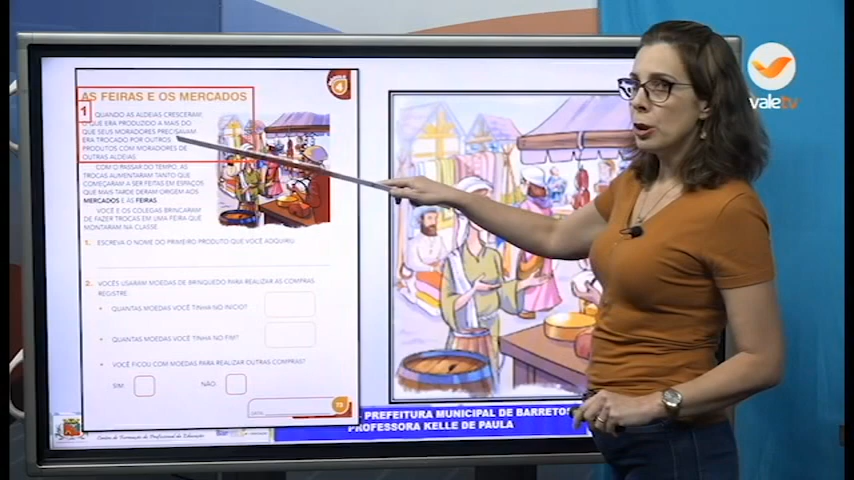 AS FEIRAS E OS MERCADOS
1
QUANDO AS ALDEIAS CRESCERAM,
O QUE ERA PRODUZIDO A MAIS DO
QUE SEUS MORADORES PRECISAVAM
ERA TROCADO POR OUTROS
PRODUTOS COM MORADORES DE
OUTRAS ALDEIAS.
COM O PASSAR DO TEMPO, AS
TROCAS AUMENTARAM TANTO QUE
COMEÇARAM A SER FEITAS EM ESPAÇOS
QUE MAIS TARDE DERAM ORIGEM AOS
MERCADOS E ÀS FEIRAS.
VOCÊ E OS COLEGAS BRINCARAM
DE FAZER TROCAS EM UMA FEIRA QUE
MONTARAM NA CLASSE.
1. ESCREVA O NOME DO PRIMEIRO PRODUTO QUE VOCÊ ADQUIRIU.
2. VOCÊS USARAM MOEDAS DE BRINQUEDO PARA REALIZAR AS COMPRAS.
REGISTRE:
• QUANTAS MOEDAS VOCÊ TINHA NO INÍCIO?
• QUANTAS MOEDAS VOCÊ TINHA NO FIM?
• VOCÊ FICOU COM MOEDAS PARA REALIZAR OUTRAS COMPRAS?
SIM: NÃO:
73
PREFEITURA MUNICIPAL DE BARRETOS
PROFESSORA KELLE DE PAULA
valetv